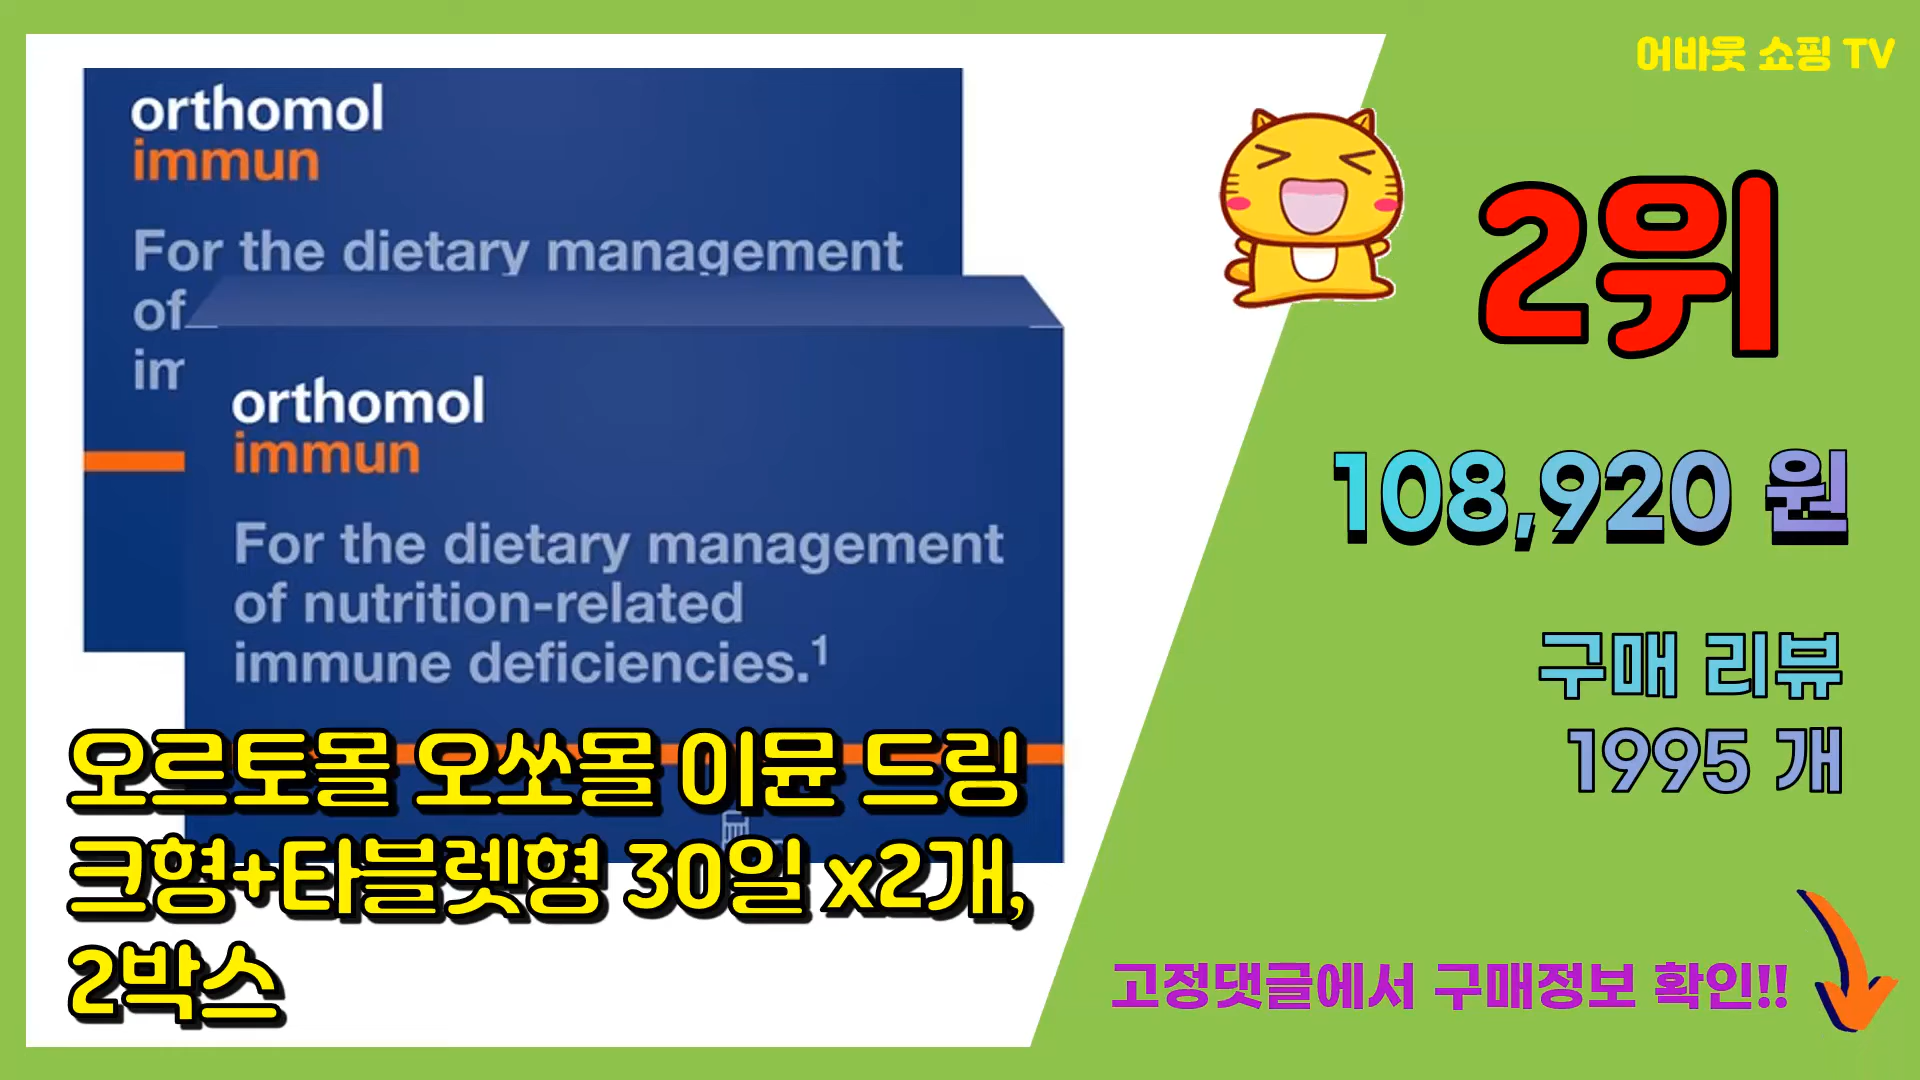 어바웃 쇼핑 TV
orthomol
immun
For the dietary management
of
im
orthomol
immun
For the dietary management
of nutrition-related
immune deficiencies.1
2위
108,920 원
구매 리뷰
1995 개
오르토몰 오쏘몰 이뮨 드링
크형+타블렛형 30일 x2개,
2박스
고정댓글에서 구매정보 확인!!